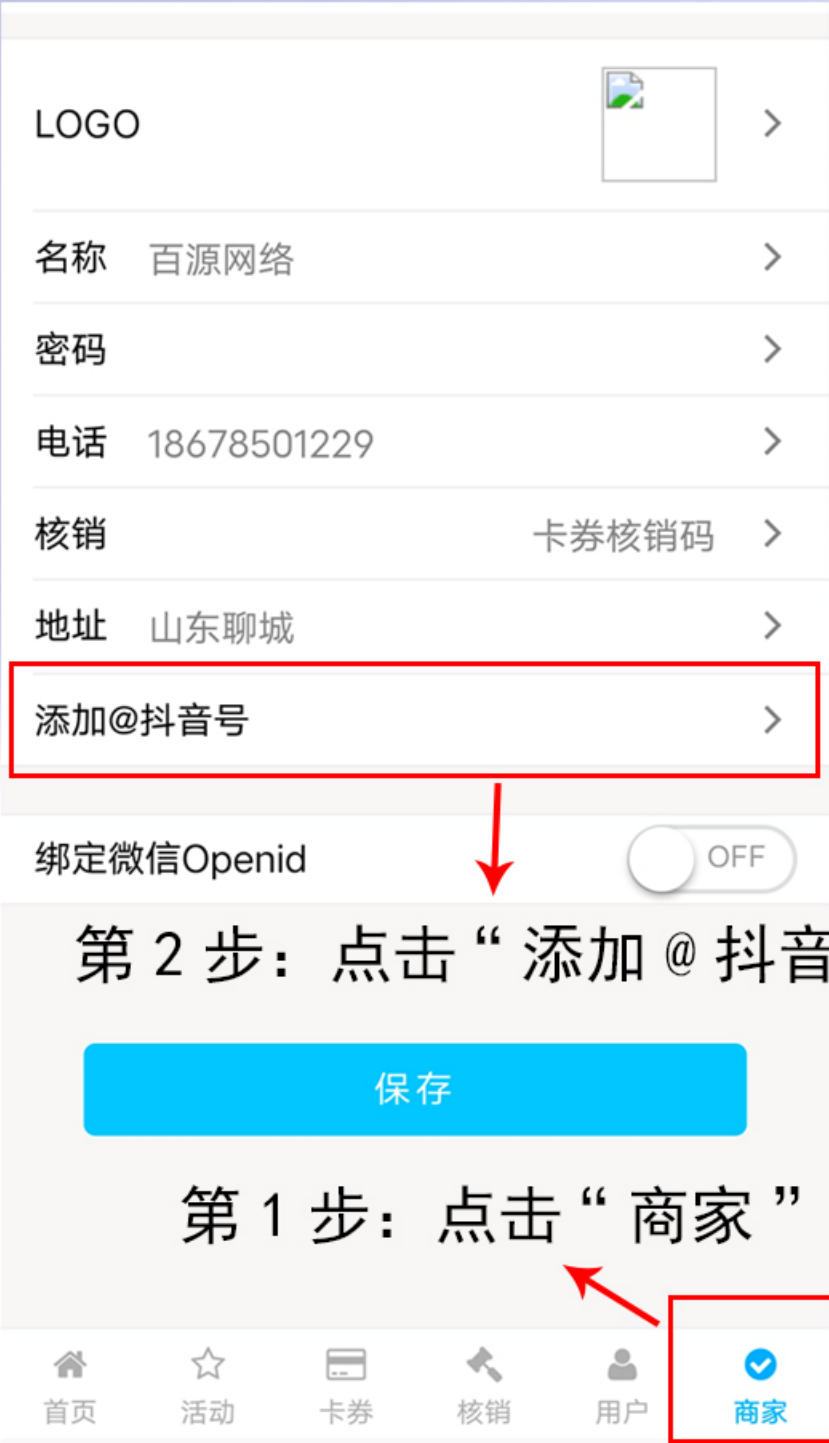 LOGO
名称 百源网络
密码
电话 18678501229
核销 卡券核销码
地址 山东聊城
添加@抖音号
绑定微信Openid OFF
第2步：点击“添加@抖音
保存
第1步：点击“商家”
首页 活动 卡券 核销 用户 商家